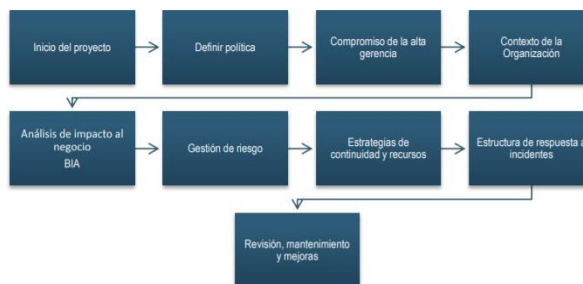 Inicio del proyecto
Definir política
Compromiso de la alta
gerencia
Contexto de la
Organización
Análisis de impacto al
negocio
BIA
Gestión de riesgo
Estrategias de
continuidad y recursos
Estructura de respuesta a
incidentes
Revisión, mantenimiento
y mejoras